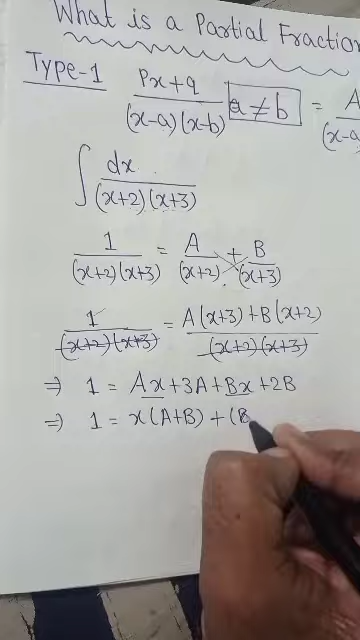 What is a Partial Fraction
Type-1 Px+q/(x-a)(x-b) a≠b = A/(x-a
∫ dx/(x+2)(x+3)
1/(x+2)(x+3) = A/(x+2) + B/(x+3)
1/(x+2)(x+3) = A(x+3)+B(x+2)/(x+2)(x+3)
⇒ 1 = Ax+3A+Bx+2B
⇒ 1 = x(A+B)+(B